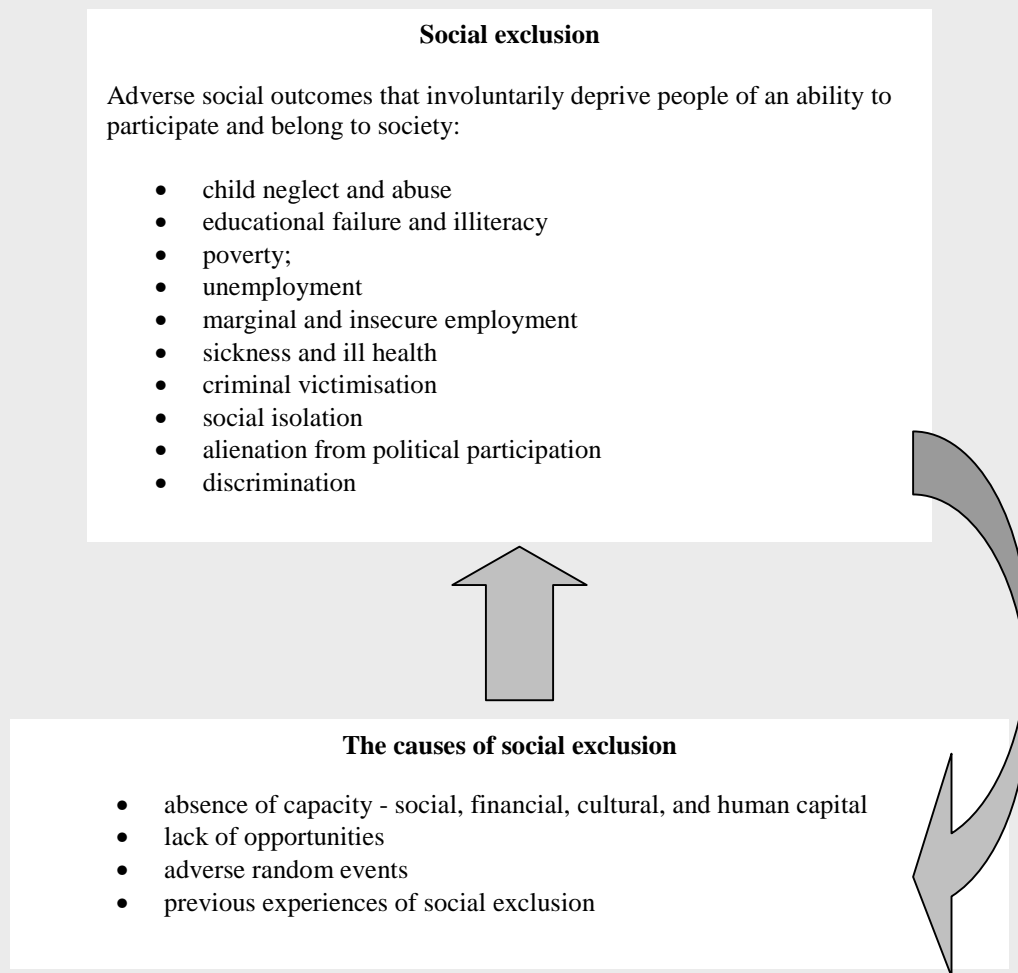 Social exclusion
Adverse social outcomes that involuntarily deprive people of an ability to
participate and belong to society:
• child neglect and abuse
• educational failure and illiteracy
• poverty;
• unemployment
• marginal and insecure employment
• sickness and ill health
• criminal victimisation
• social isolation
• alienation from political participation
• discrimination
The causes of social exclusion
• absence of capacity - social, financial, cultural, and human capital
• lack of opportunities
• adverse random events
• previous experiences of social exclusion